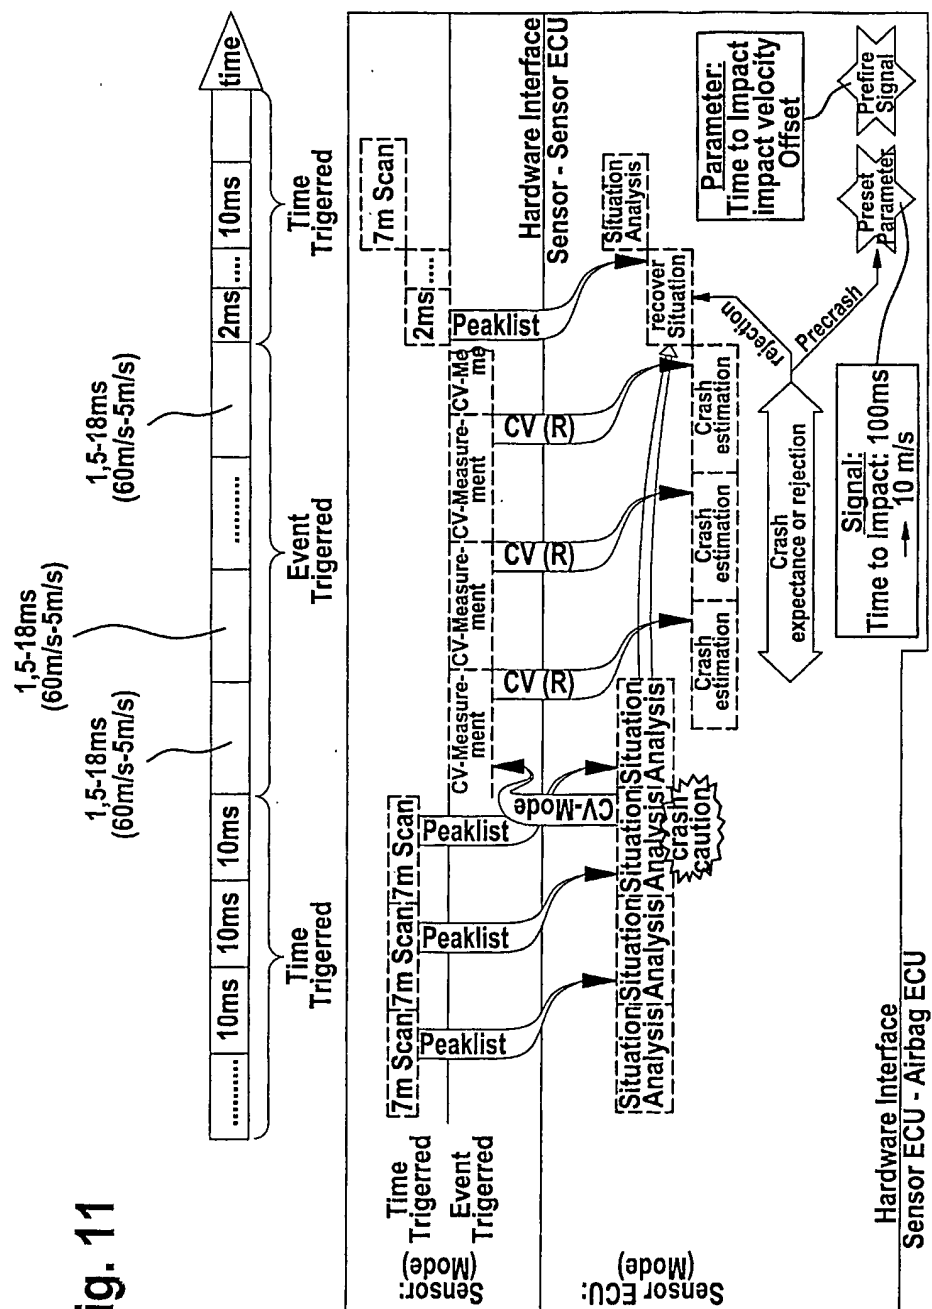 ig. 11
1,5-18ms
(60m/s-5m/s)
1,5-18ms
(60m/s-5m/s)
1,5-18ms
(60m/s-5m/s)
.........
10ms
10ms
10ms
.........
2ms
....
10ms
time
Time
Trigerred
Event
Trigerred
Time
Trigerred
Sensor:
(Mode)
Time
Trigerred
Event
Trigerred
7m Scan
7m Scan
7m Scan
2ms
....
7m Scan
Peaklist
Peaklist
Peaklist
CV-Measure-
ment
CV-Measure-
ment
CV-Measure-
ment
CV-Me
me
Peaklist
CV-Mode
CV (R)
CV (R)
CV (R)
Hardware Interface
Sensor - Sensor ECU
Sensor ECU:
(Mode)
Situation
Analysis
Situation
Analysis
Situation
Analysis
Situation
Analysis
crash
caution
recover
Situation
Situation
Analysis
Crash
estimation
Crash
estimation
Crash
estimation
Crash
expectance or rejection
rejection
Precrash
Parameter:
Time to Impact
impact velocity
Offset
Signal:
Time to Impact: 100ms
10 m/s
Preset
Parameter
Prefire
Signal
Hardware Interface
Sensor ECU - Airbag ECU